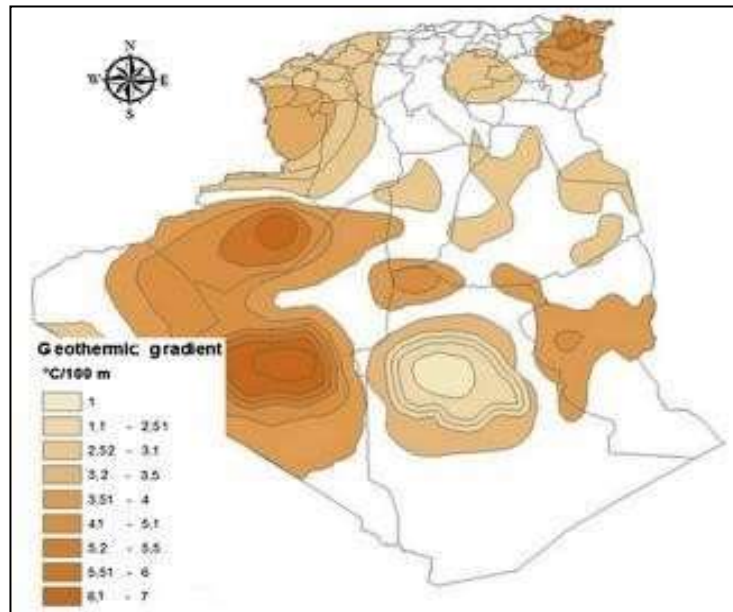 N
W E
S
Geothermic gradient
°C/100 m
1
1.1 - 2.51
2.52 - 3.1
3.2 - 3.5
3.51 - 4
4.1 - 5.1
5.2 - 5.5
5.51 - 6
6.1 - 7